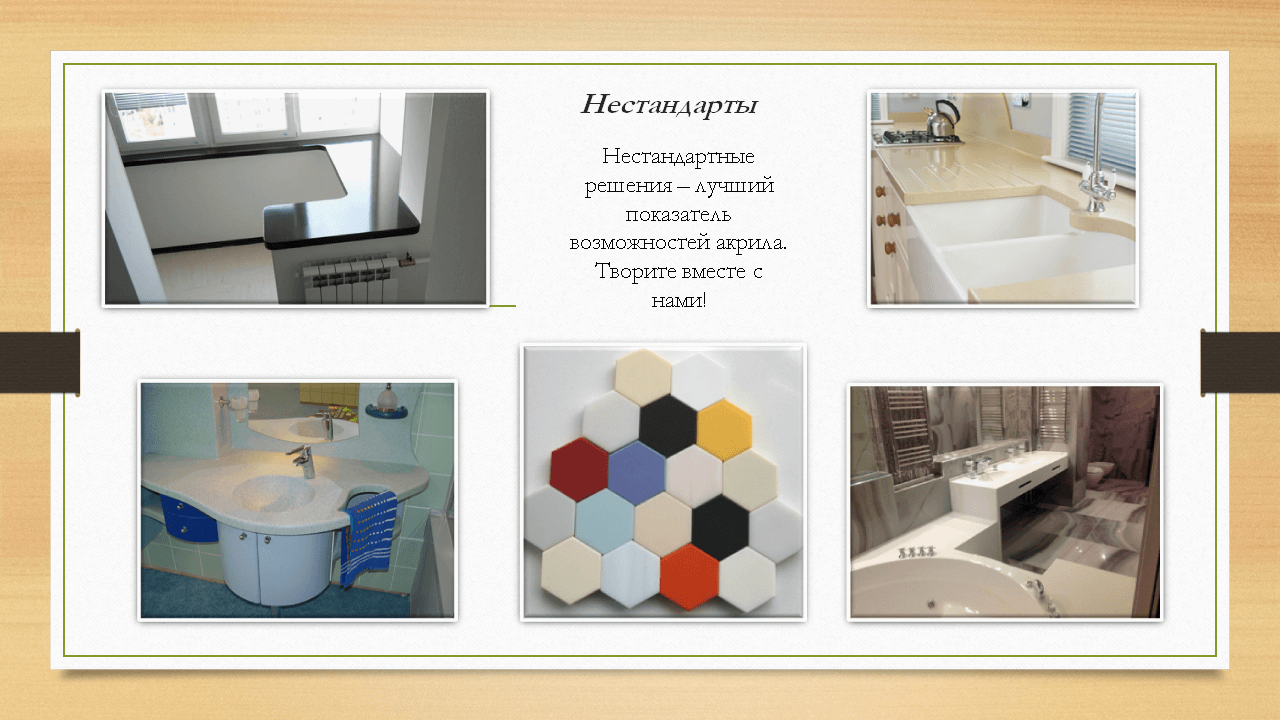 Нестандарты
Нестандартные
решения – лучший
показатель
возможностей акрила.
Творите вместе с
нами!